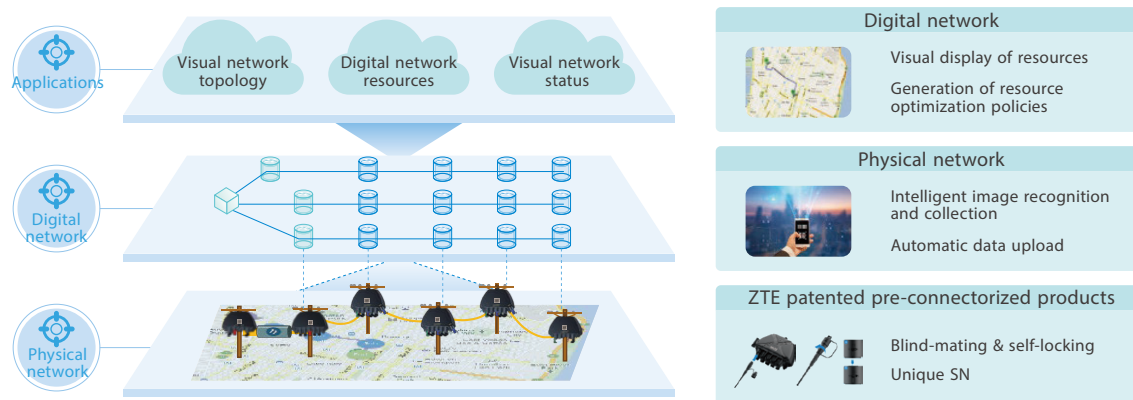 Applications
Visual network
topology
Digital network
resources
Visual network
status
Digital
network
Physical
network
Digital network
Visual display of resources
Generation of resource
optimization policies
Physical network
Intelligent image recognition
and collection
Automatic data upload
ZTE patented pre-connectorized products
Blind-mating & self-locking
Unique SN